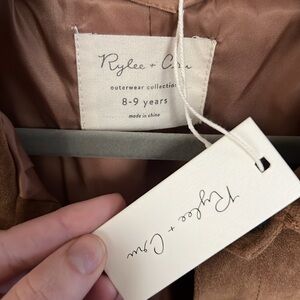 Rylee + Cru
outerwear collection
8-9 years
made in china
Rylee + Cru